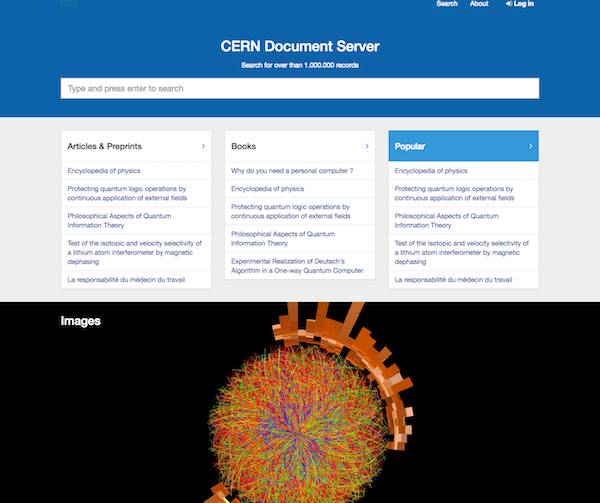 CDS
Search About Log in
CERN Document Server
Search for over 1.000.000 records
Type and press enter to search
Articles & Preprints
Encyclopedia of physics
Protecting quantum logic operations by
continuous application of external fields
Philosophical Aspects of Quantum
Information Theory
Test of the isotopic and velocity selectivity of
a lithium atom interferometer by magnetic
dephasing
La responsabilité du médecin du travail
Books
Why do you need a personal computer ?
Encyclopedia of physics
Protecting quantum logic operations by
continuous application of external fields
Philosophical Aspects of Quantum
Information Theory
Experimental Realization of Deutsch's
Algorithm in a One-way Quantum Computer
Popular
Encyclopedia of physics
Protecting quantum logic operations by
continuous application of external fields
Philosophical Aspects of Quantum
Information Theory
Test of the isotopic and velocity selectivity of
a lithium atom interferometer by magnetic
dephasing
La responsabilité du médecin du travail
Images